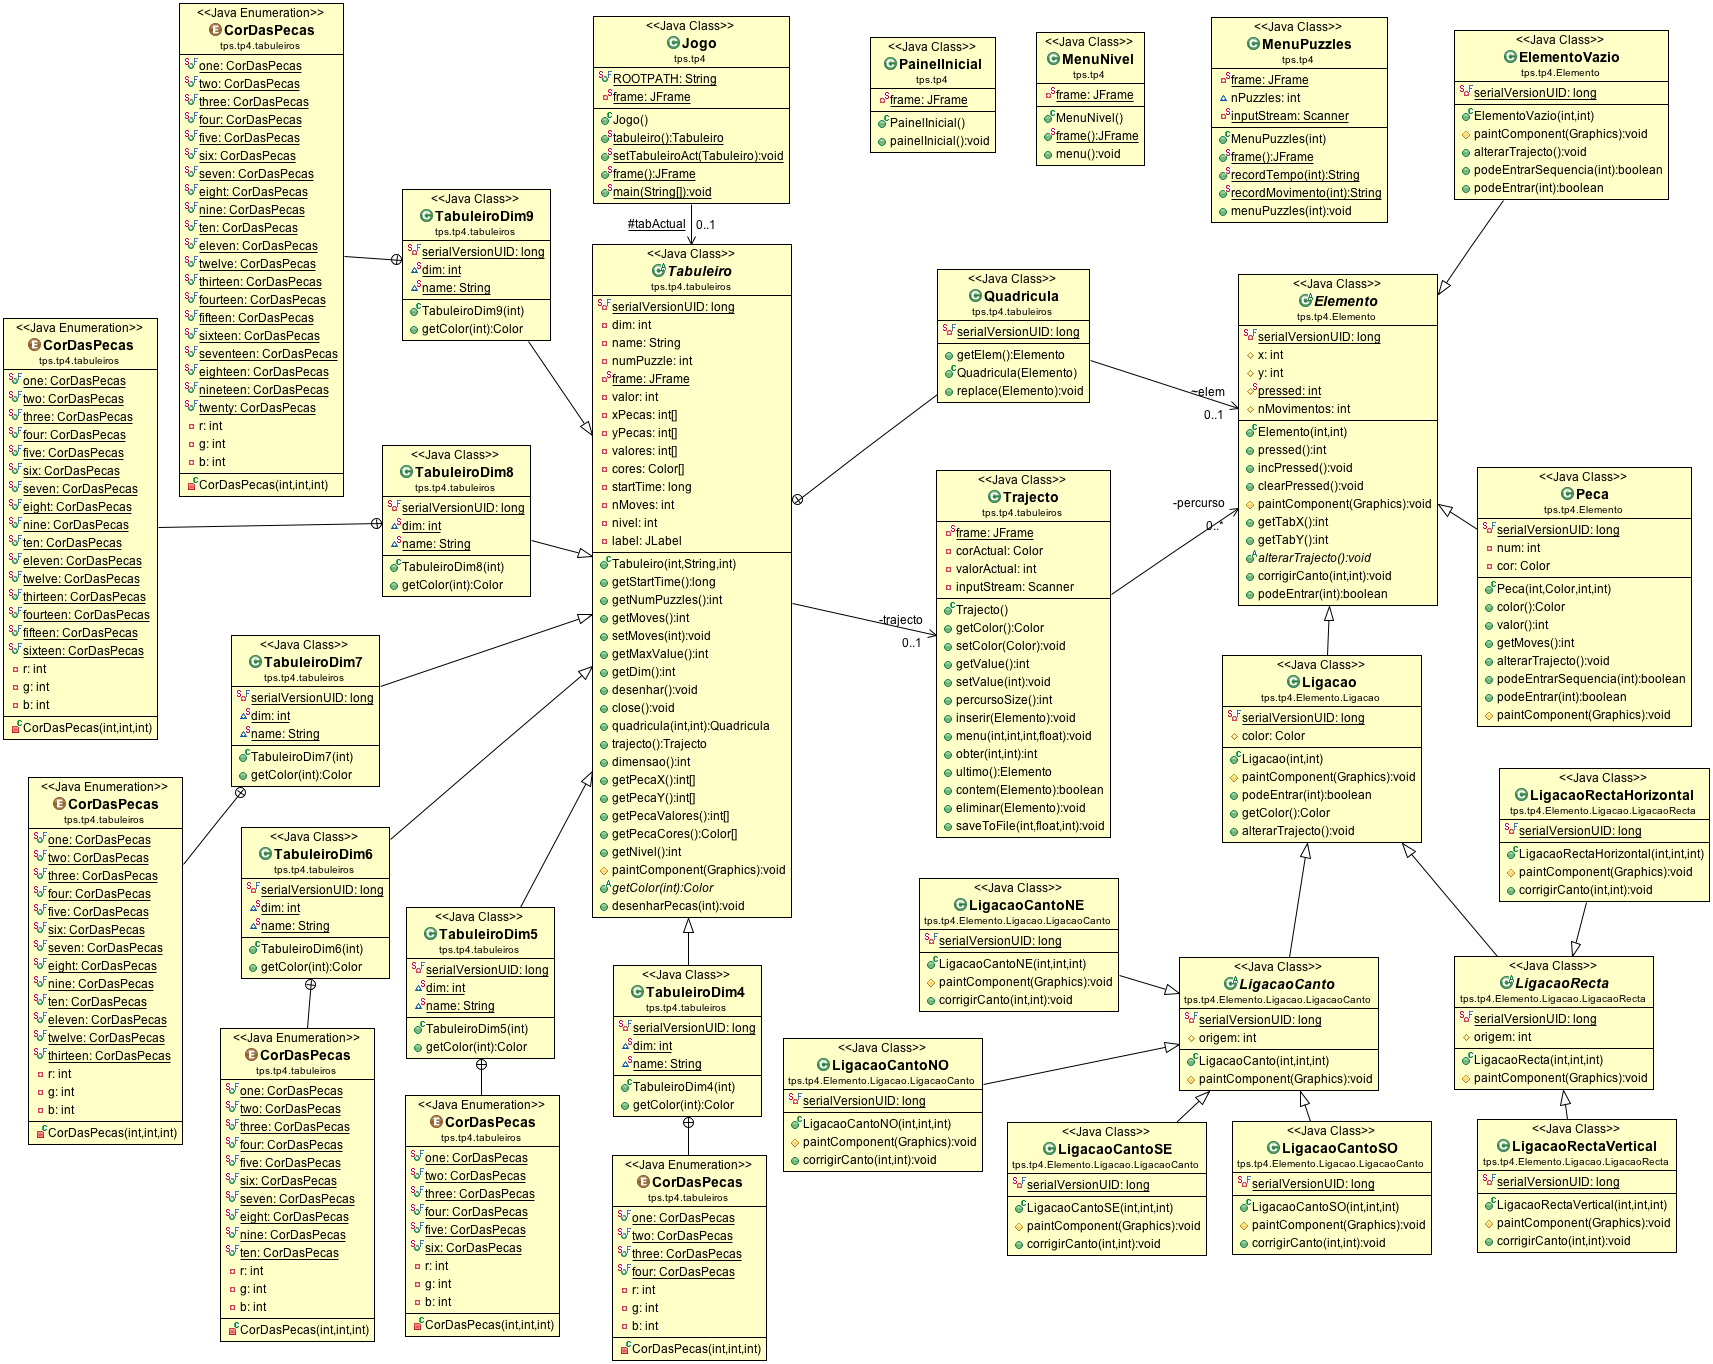 <<Java Enumeration>>
CorDasPecas
tps.tp4.tabuleiros
one: CorDasPecas
two: CorDasPecas
three: CorDasPecas
four: CorDasPecas
five: CorDasPecas
six: CorDasPecas
seven: CorDasPecas
eight: CorDasPecas
nine: CorDasPecas
ten: CorDasPecas
eleven: CorDasPecas
twelve: CorDasPecas
thirteen: CorDasPecas
fourteen: CorDasPecas
fifteen: CorDasPecas
sixteen: CorDasPecas
seventeen: CorDasPecas
eighteen: CorDasPecas
nineteen: CorDasPecas
twenty: CorDasPecas
r: int
g: int
b: int
CorDasPecas(int,int,int)
<<Java Class>>
Jogo
tps.tp4
ROOTPATH: String
frame: JFrame
Jogo()
tabuleiro():Tabuleiro
setTabuleiroAct(Tabuleiro):void
frame():JFrame
main(String[]):void
#tabActual
0..1
<<Java Class>>
PainelInicial
tps.tp4
frame: JFrame
PainelInicial()
painelInicial():void
<<Java Class>>
MenuNivel
tps.tp4
frame: JFrame
MenuNivel()
frame():JFrame
menu():void
<<Java Class>>
MenuPuzzles
tps.tp4
frame: JFrame
nPuzzles: int
inputStream: Scanner
MenuPuzzles(int)
frame():JFrame
recordTempo(int):String
recordMovimento(int):String
menuPuzzles(int):void
<<Java Class>>
ElementoVazio
tps.tp4.Elemento
serialVersionUID: long
ElementoVazio(int,int)
paintComponent(Graphics):void
alterarTrajecto():void
podeEntrarSequencia(int):boolean
podeEntrar(int):boolean
<<Java Class>>
TabuleiroDim9
tps.tp4.tabuleiros
serialVersionUID: long
dim: int
name: String
TabuleiroDim9(int)
getColor(int):Color
<<Java Class>>
Tabuleiro
tps.tp4.tabuleiros
serialVersionUID: long
dim: int
name: String
numPuzzle: int
frame: JFrame
valor: int
xPecas: int[]
yPecas: int[]
valores: int[]
cores: Color[]
startTime: long
nMoves: int
nivel: int
label: JLabel
Tabuleiro(int,String,int)
getStartTime():long
getNumPuzzles():int
getMoves():int
setMoves(int):void
getMaxValue():int
getDim():int
desenhar():void
close():void
quadricula(int,int):Quadricula
trajecto():Trajecto
dimensao():int
getPecaX():int[]
getPecaY():int[]
getPecaValores():int[]
getPecaCores():Color[]
getNivel():int
paintComponent(Graphics):void
getColor(int):Color
desenharPecas(int):void
<<Java Class>>
Quadricula
tps.tp4.tabuleiros
serialVersionUID: long
getElem():Elemento
Quadricula(Elemento)
replace(Elemento):void
~elem
0..1
<<Java Class>>
Elemento
tps.tp4.Elemento
serialVersionUID: long
x: int
y: int
pressed: int
nMovimentos: int
Elemento(int,int)
pressed():int
incPressed():void
clearPressed():void
paintComponent(Graphics):void
getTabX():int
getTabY():int
alterarTrajecto():void
corrigirCanto(int,int):void
podeEntrar(int):boolean
<<Java Enumeration>>
CorDasPecas
tps.tp4.tabuleiros
one: CorDasPecas
two: CorDasPecas
three: CorDasPecas
four: CorDasPecas
five: CorDasPecas
six: CorDasPecas
seven: CorDasPecas
eight: CorDasPecas
nine: CorDasPecas
ten: CorDasPecas
eleven: CorDasPecas
twelve: CorDasPecas
thirteen: CorDasPecas
fourteen: CorDasPecas
fifteen: CorDasPecas
sixteen: CorDasPecas
r: int
g: int
b: int
CorDasPecas(int,int,int)
<<Java Class>>
TabuleiroDim8
tps.tp4.tabuleiros
serialVersionUID: long
dim: int
name: String
TabuleiroDim8(int)
getColor(int):Color
<<Java Class>>
Trajecto
tps.tp4.tabuleiros
frame: JFrame
corActual: Color
valorActual: int
inputStream: Scanner
Trajecto()
getColor():Color
setColor(Color):void
getValue():int
setValue(int):void
percursoSize():int
inserir(Elemento):void
menu(int,int,int,float):void
obter(int,int):int
ultimo():Elemento
contem(Elemento):boolean
eliminar(Elemento):void
saveToFile(int,float,int):void
-percurso
0..*
-trajecto
0..1
<<Java Class>>
Peca
tps.tp4.Elemento
serialVersionUID: long
num: int
cor: Color
Peca(int,Color,int,int)
color():Color
valor():int
getMoves():int
alterarTrajecto():void
podeEntrarSequencia(int):boolean
podeEntrar(int):boolean
paintComponent(Graphics):void
<<Java Class>>
TabuleiroDim7
tps.tp4.tabuleiros
serialVersionUID: long
dim: int
name: String
TabuleiroDim7(int)
getColor(int):Color
<<Java Class>>
Ligacao
tps.tp4.Elemento.Ligacao
serialVersionUID: long
color: Color
Ligacao(int,int)
paintComponent(Graphics):void
podeEntrar(int):boolean
getColor():Color
alterarTrajecto():void
<<Java Enumeration>>
CorDasPecas
tps.tp4.tabuleiros
one: CorDasPecas
two: CorDasPecas
three: CorDasPecas
four: CorDasPecas
five: CorDasPecas
six: CorDasPecas
seven: CorDasPecas
eight: CorDasPecas
nine: CorDasPecas
ten: CorDasPecas
eleven: CorDasPecas
twelve: CorDasPecas
thirteen: CorDasPecas
r: int
g: int
b: int
CorDasPecas(int,int,int)
<<Java Class>>
TabuleiroDim6
tps.tp4.tabuleiros
serialVersionUID: long
dim: int
name: String
TabuleiroDim6(int)
getColor(int):Color
<<Java Class>>
TabuleiroDim5
tps.tp4.tabuleiros
serialVersionUID: long
dim: int
name: String
TabuleiroDim5(int)
getColor(int):Color
<<Java Class>>
TabuleiroDim4
tps.tp4.tabuleiros
serialVersionUID: long
dim: int
name: String
TabuleiroDim4(int)
getColor(int):Color
<<Java Class>>
LigacaoRectaHorizontal
tps.tp4.Elemento.Ligacao.LigacaoRecta
serialVersionUID: long
LigacaoRectaHorizontal(int,int,int)
paintComponent(Graphics):void
corrigirCanto(int,int):void
<<Java Class>>
LigacaoCantoNE
tps.tp4.Elemento.Ligacao.LigacaoCanto
serialVersionUID: long
LigacaoCantoNE(int,int,int)
paintComponent(Graphics):void
corrigirCanto(int,int):void
<<Java Class>>
LigacaoCanto
tps.tp4.Elemento.Ligacao.LigacaoCanto
serialVersionUID: long
origem: int
LigacaoCanto(int,int,int)
paintComponent(Graphics):void
<<Java Class>>
LigacaoRecta
tps.tp4.Elemento.Ligacao.LigacaoRecta
serialVersionUID: long
origem: int
LigacaoRecta(int,int,int)
paintComponent(Graphics):void
<<Java Enumeration>>
CorDasPecas
tps.tp4.tabuleiros
one: CorDasPecas
two: CorDasPecas
three: CorDasPecas
four: CorDasPecas
five: CorDasPecas
six: CorDasPecas
seven: CorDasPecas
eight: CorDasPecas
nine: CorDasPecas
ten: CorDasPecas
r: int
g: int
b: int
CorDasPecas(int,int,int)
<<Java Enumeration>>
CorDasPecas
tps.tp4.tabuleiros
one: CorDasPecas
two: CorDasPecas
three: CorDasPecas
four: CorDasPecas
five: CorDasPecas
six: CorDasPecas
r: int
g: int
b: int
CorDasPecas(int,int,int)
<<Java Enumeration>>
CorDasPecas
tps.tp4.tabuleiros
one: CorDasPecas
two: CorDasPecas
three: CorDasPecas
four: CorDasPecas
r: int
g: int
b: int
CorDasPecas(int,int,int)
<<Java Class>>
LigacaoCantoNO
tps.tp4.Elemento.Ligacao.LigacaoCanto
serialVersionUID: long
LigacaoCantoNO(int,int,int)
paintComponent(Graphics):void
corrigirCanto(int,int):void
<<Java Class>>
LigacaoCantoSE
tps.tp4.Elemento.Ligacao.LigacaoCanto
serialVersionUID: long
LigacaoCantoSE(int,int,int)
paintComponent(Graphics):void
corrigirCanto(int,int):void
<<Java Class>>
LigacaoCantoSO
tps.tp4.Elemento.Ligacao.LigacaoCanto
serialVersionUID: long
LigacaoCantoSO(int,int,int)
paintComponent(Graphics):void
corrigirCanto(int,int):void
<<Java Class>>
LigacaoRectaVertical
tps.tp4.Elemento.Ligacao.LigacaoRecta
serialVersionUID: long
LigacaoRectaVertical(int,int,int)
paintComponent(Graphics):void
corrigirCanto(int,int):void